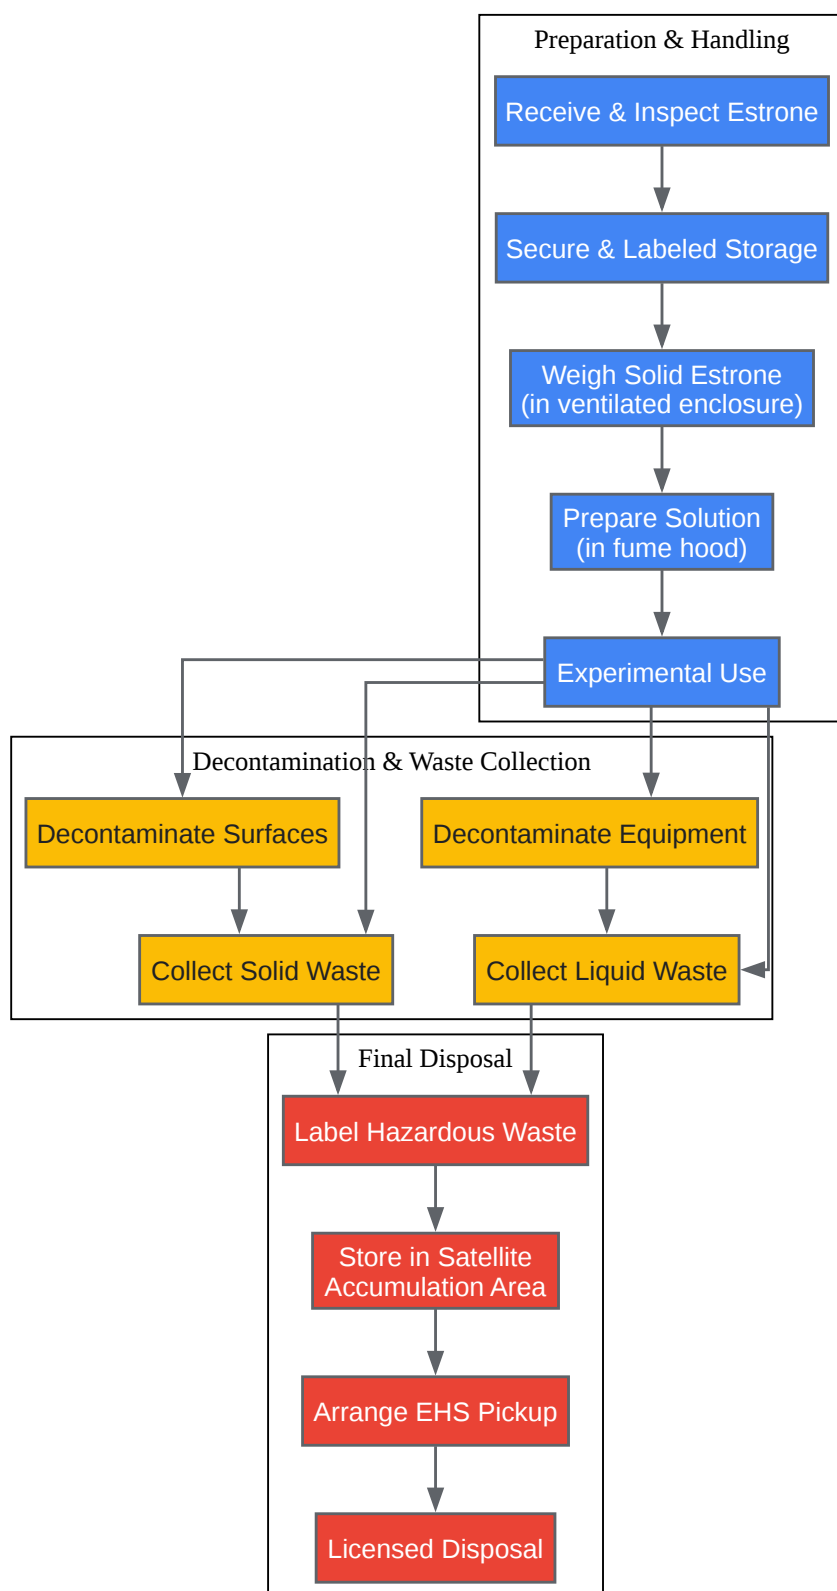 Preparation & Handling
Receive & Inspect Estrone
Secure & Labeled Storage
Weigh Solid Estrone
(in ventilated enclosure)
Prepare Solution
(in fume hood)
Experimental Use
Decontamination & Waste Collection
Decontaminate Surfaces
Decontaminate Equipment
Collect Solid Waste
Collect Liquid Waste
Final Disposal
Label Hazardous Waste
Store in Satellite
Accumulation Area
Arrange EHS Pickup
Licensed Disposal